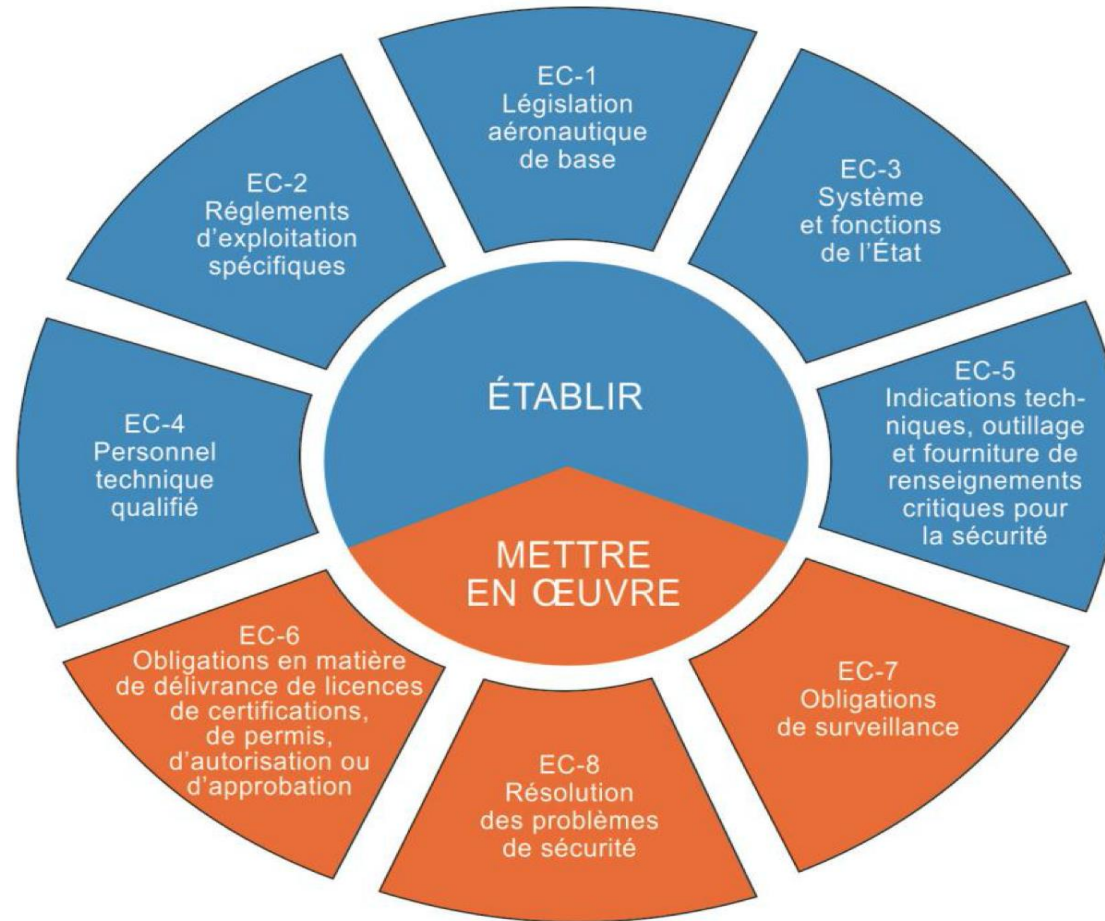 EC-1
Législation
aéronautique
de base
EC-2
Réglements
d'exploitation
spécifiques
EC-3
Système
et fonctions
de l'État
EC-4
Personnel
technique
qualifié
ÉTABLIR
EC-5
Indications tech-
niques, outillage
et fourniture de
renseignements
critiques pour
la sécurité
METTRE
EN ŒUVRE
EC-6
Obligations en matière
de délivrance de licences
de certifications,
de permis,
d'autorisation ou
d'approbation
EC-7
Obligations
de surveillance
EC-8
Résolution
des problèmes
de sécurité